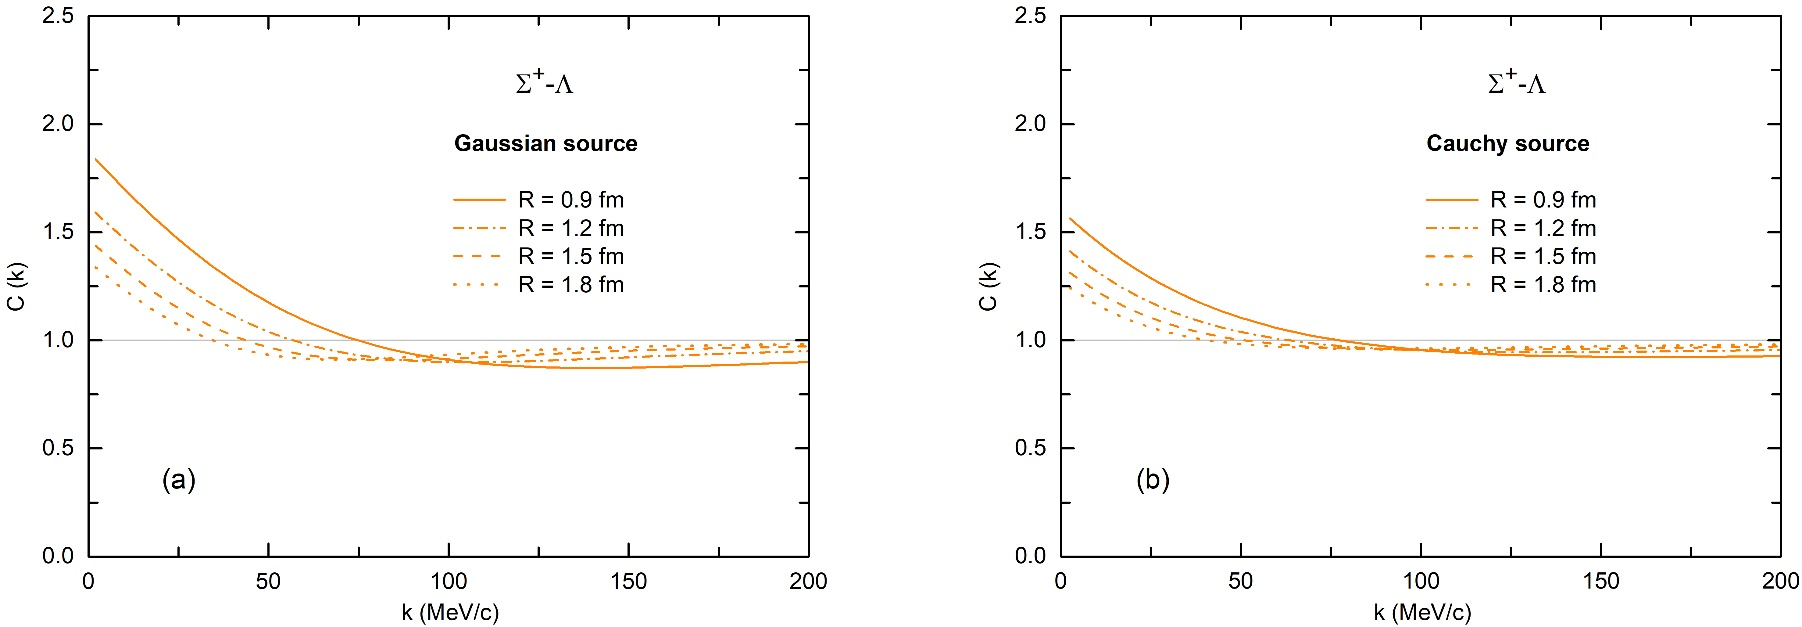 2.5
2.0
1.5
1.0
0.5
0.0
C (k)
Σ⁺-Λ
Gaussian source
R = 0.9 fm
R = 1.2 fm
R = 1.5 fm
R = 1.8 fm
(a)
0 50 100 150 200
k (MeV/c)
2.5
2.0
1.5
1.0
0.5
0.0
C (k)
Σ⁺-Λ
Cauchy source
R = 0.9 fm
R = 1.2 fm
R = 1.5 fm
R = 1.8 fm
(b)
0 50 100 150 200
k (MeV/c)